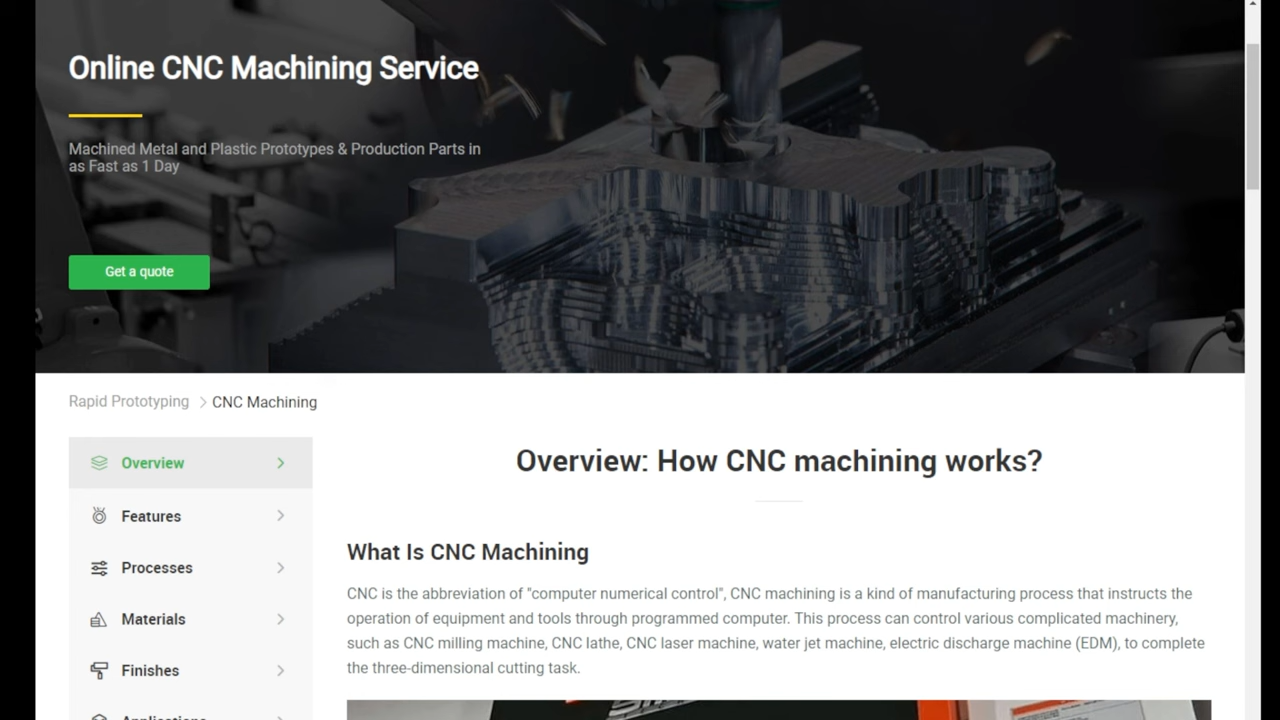 Online CNC Machining Service
Machined Metal and Plastic Prototypes & Production Parts in
as Fast as 1 Day
Get a quote
Rapid Prototyping > CNC Machining
Overview
Features
Processes
Materials
Finishes
Applications
Overview: How CNC machining works?
What Is CNC Machining
CNC is the abbreviation of "computer numerical control", CNC machining is a kind of manufacturing process that instructs the
operation of equipment and tools through programmed computer. This process can control various complicated machinery,
such as CNC milling machine, CNC lathe, CNC laser machine, water jet machine, electric discharge machine (EDM), to complete
the three-dimensional cutting task.